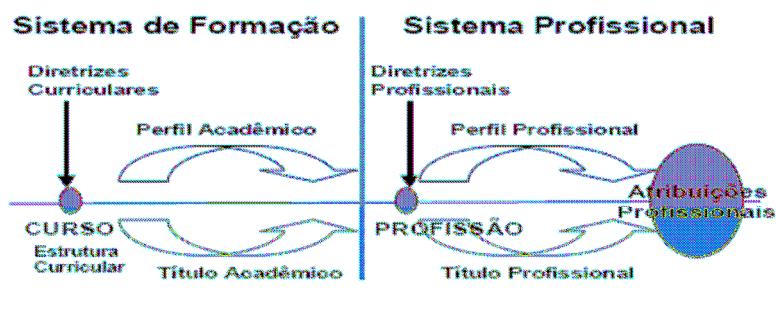 Sistema de Formação
Sistema Profissional
Diretrizes
Curriculares
Diretrizes
Profissionais
Perfil Acadêmico
Perfil Profissional
Atribuições
Profissionais
CURSO
PROFISSÃO
Estrutura
Curricular
Título Acadêmico
Título Profissional